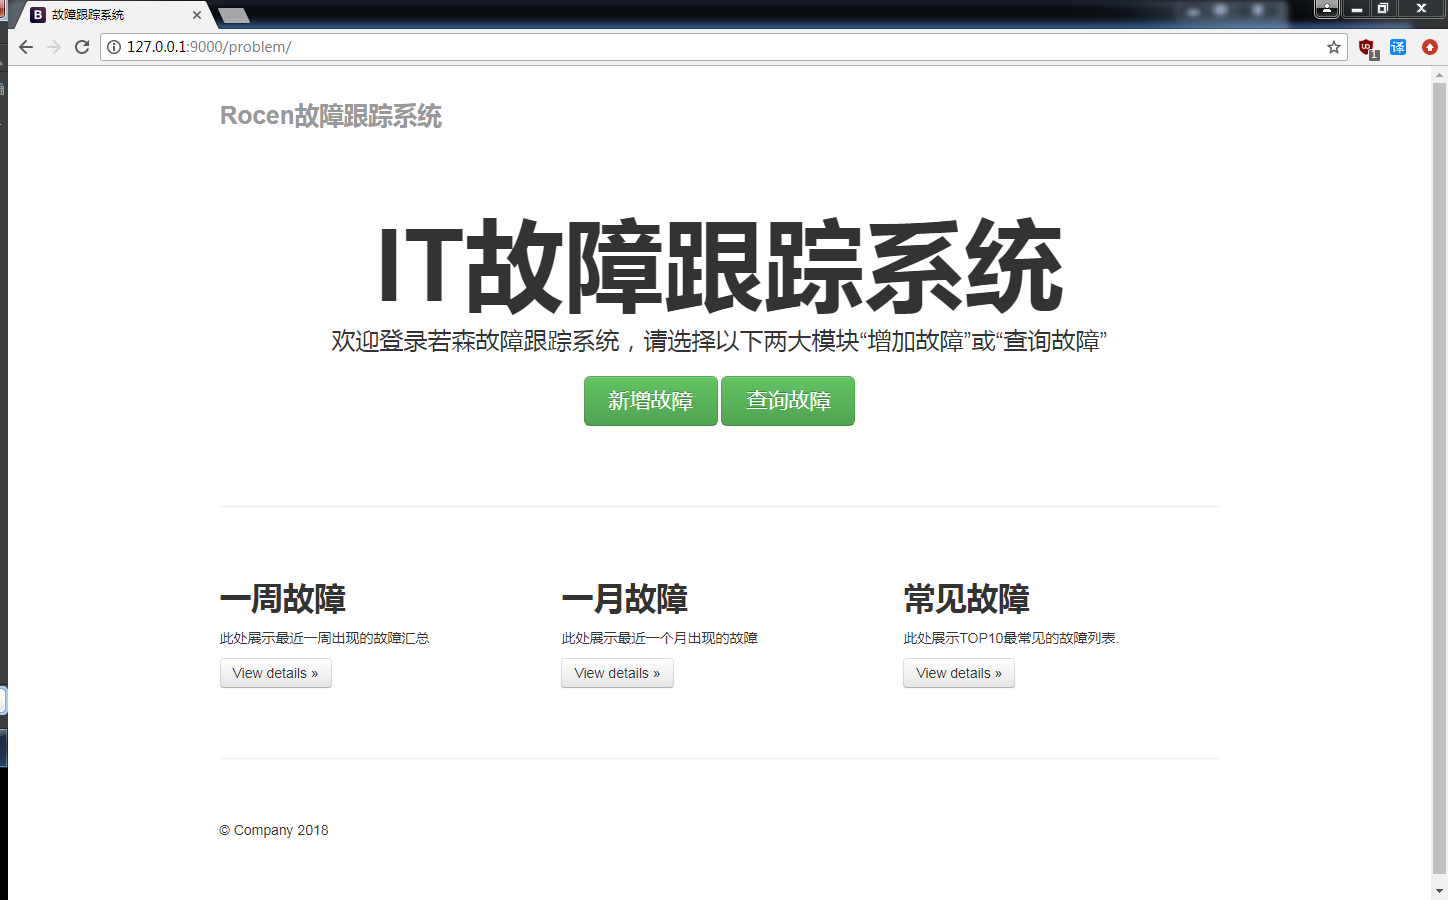 故障跟踪系统
127.0.0.1:9000/problem/
1
译
Rocen故障跟踪系统
IT故障跟踪系统
欢迎登录若森故障跟踪系统，请选择以下两大模块“增加故障”或“查询故障”
新增故障 查询故障
一周故障 一月故障 常见故障
此处展示最近一周出现的故障汇总 此处展示最近一个月出现的故障 此处展示TOP10最常见的故障列表.
View details » View details » View details »
© Company 2018